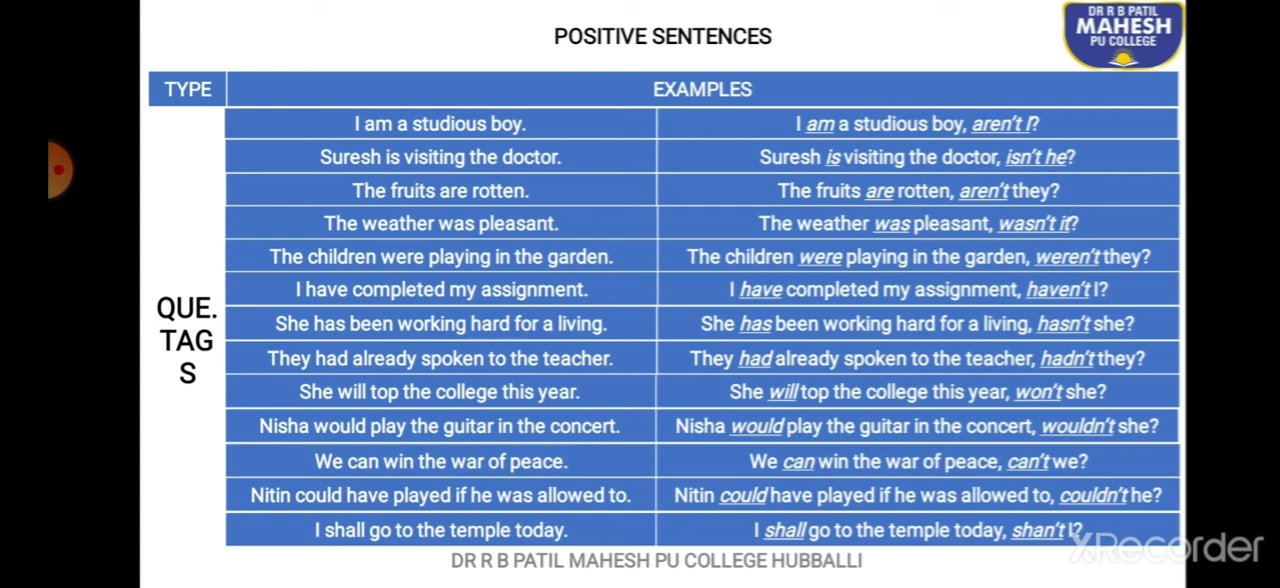 POSITIVE SENTENCES
DR R B PATIL
MAHESH
PU COLLEGE
TYPE EXAMPLES
QUE.
TAG
S
I am a studious boy. I am a studious boy, aren't I?
Suresh is visiting the doctor. Suresh is visiting the doctor, isn't he?
The fruits are rotten. The fruits are rotten, aren't they?
The weather was pleasant. The weather was pleasant, wasn't it?
The children were playing in the garden. The children were playing in the garden, weren't they?
I have completed my assignment. I have completed my assignment, haven't I?
She has been working hard for a living. She has been working hard for a living, hasn't she?
They had already spoken to the teacher. They had already spoken to the teacher, hadn't they?
She will top the college this year. She will top the college this year, won't she?
Nisha would play the guitar in the concert. Nisha would play the guitar in the concert, wouldn't she?
We can win the war of peace. We can win the war of peace, can't we?
Nitin could have played if he was allowed to. Nitin could have played if he was allowed to, couldn't he?
I shall go to the temple today. I shall go to the temple today, shan't I?
XRecorder
DR R B PATIL MAHESH PU COLLEGE HUBBALLI